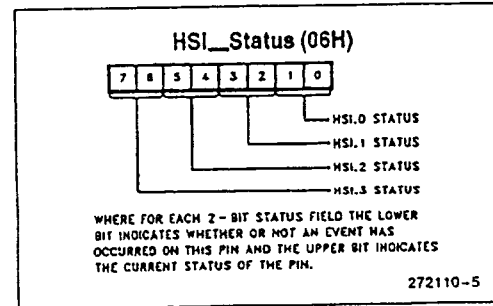 HSI__Status (06H)
7 6 5 4 3 2 1 0
HSI.0 STATUS
HSI.1 STATUS
HSI.2 STATUS
HSI.3 STATUS
WHERE FOR EACH 2-BIT STATUS FIELD THE LOWER
BIT INDICATES WHETHER OR NOT AN EVENT HAS
OCCURRED ON THIS PIN AND THE UPPER BIT INDICATES
THE CURRENT STATUS OF THE PIN.
272110-5